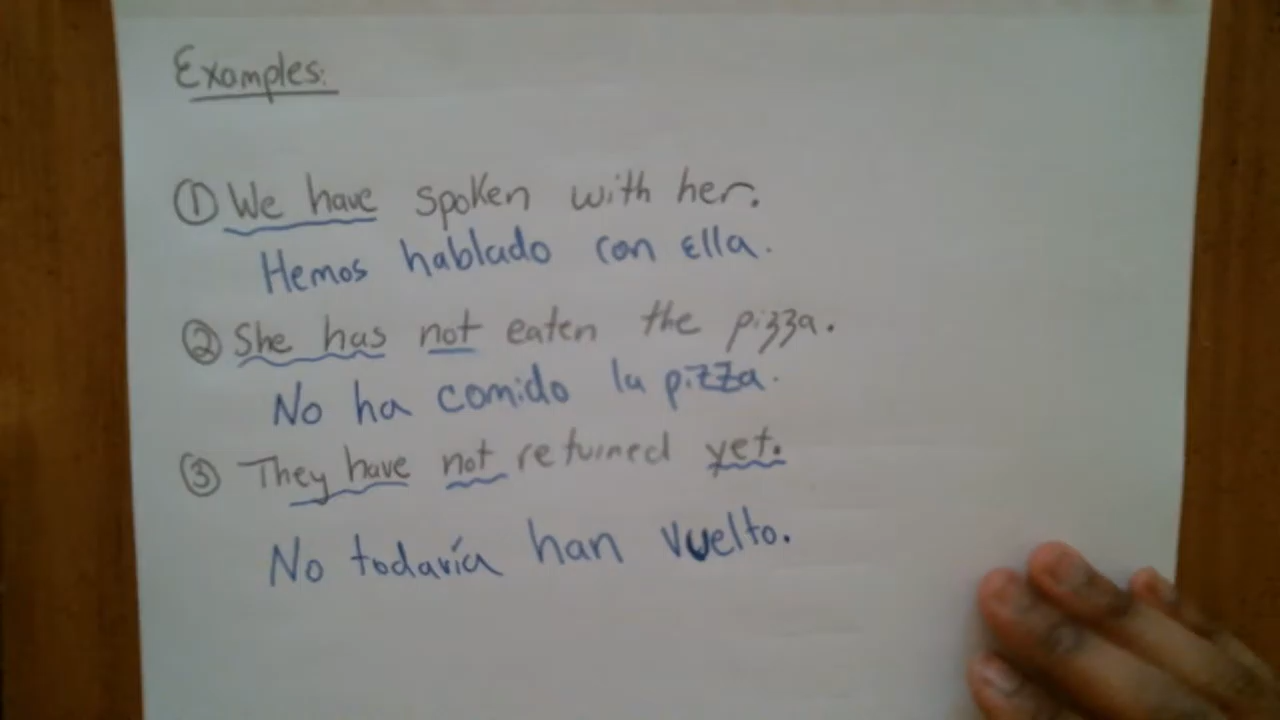 Examples:
① We have spoken with her.
Hemos hablado con ella.
② She has not eaten the pizza.
No ha comido la pizza.
③ They have not returned yet.
No todavía han vuelto.